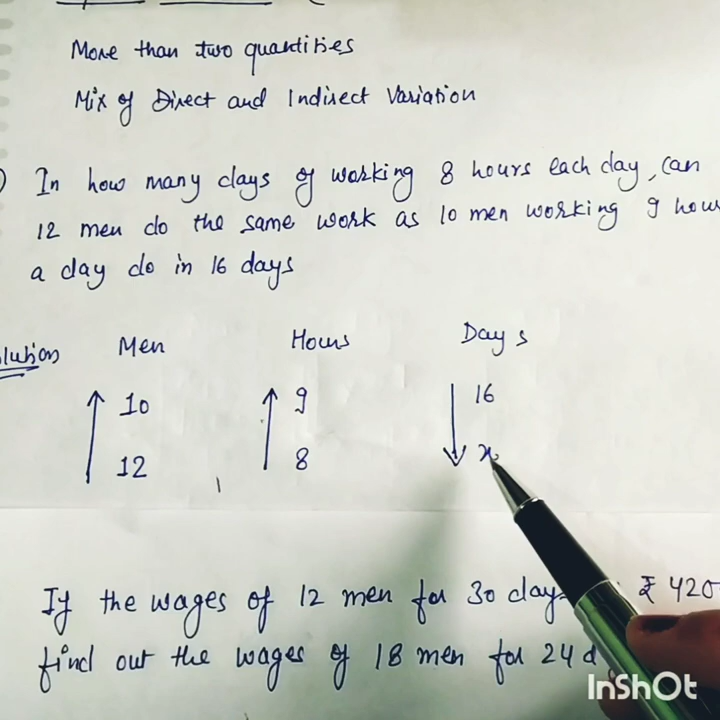 More than two quantities
Mix of Direct and Indirect Variation
In how many days of working 8 hours each day, can
12 men do the same work as 10 men working 9 hour
a day do in 16 days
lution Men Hours Days
10 9 16
12 8 x
If the wages of 12 men for 30 days ₹ 420
find out the wages of 18 men for 24 d
InShOt